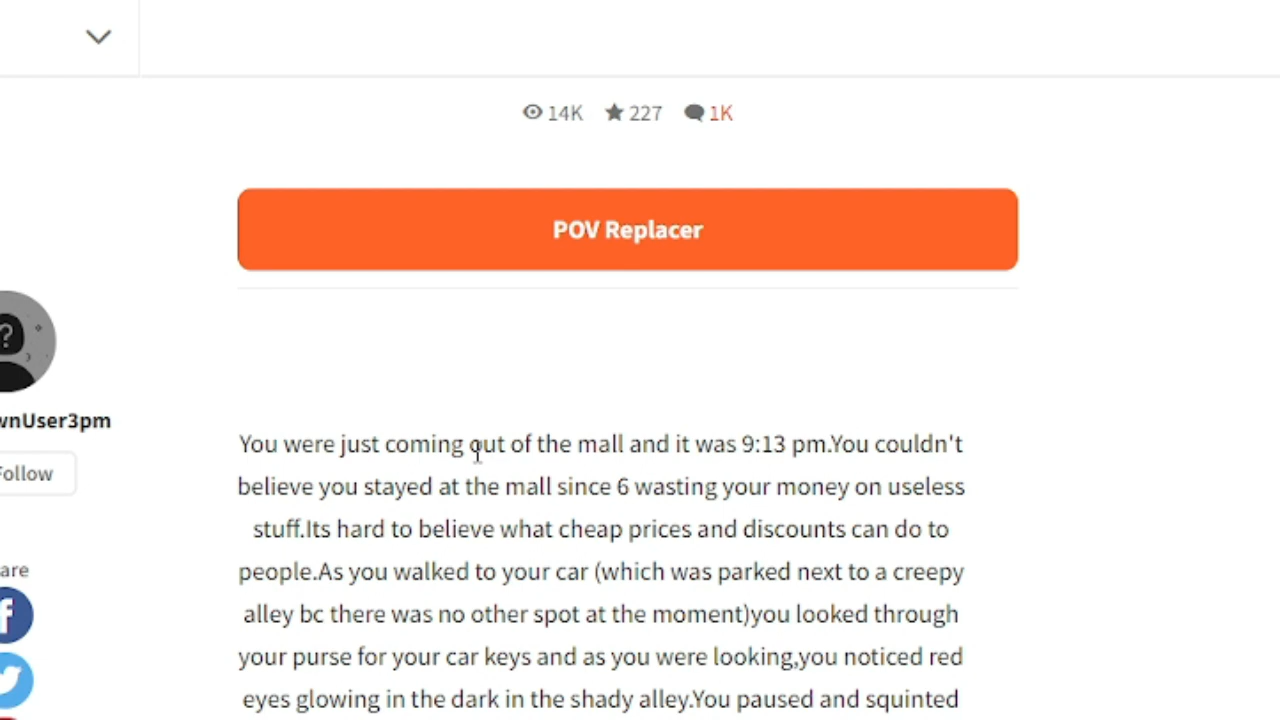 14K 227 1K
POV Replacer
wnUser3pm
Follow
are
You were just coming out of the mall and it was 9:13 pm.You couldn't
believe you stayed at the mall since 6 wasting your money on useless
stuff.Its hard to believe what cheap prices and discounts can do to
people.As you walked to your car (which was parked next to a creepy
alley bc there was no other spot at the moment)you looked through
your purse for your car keys and as you were looking,you noticed red
eyes glowing in the dark in the shady alley.You paused and squinted